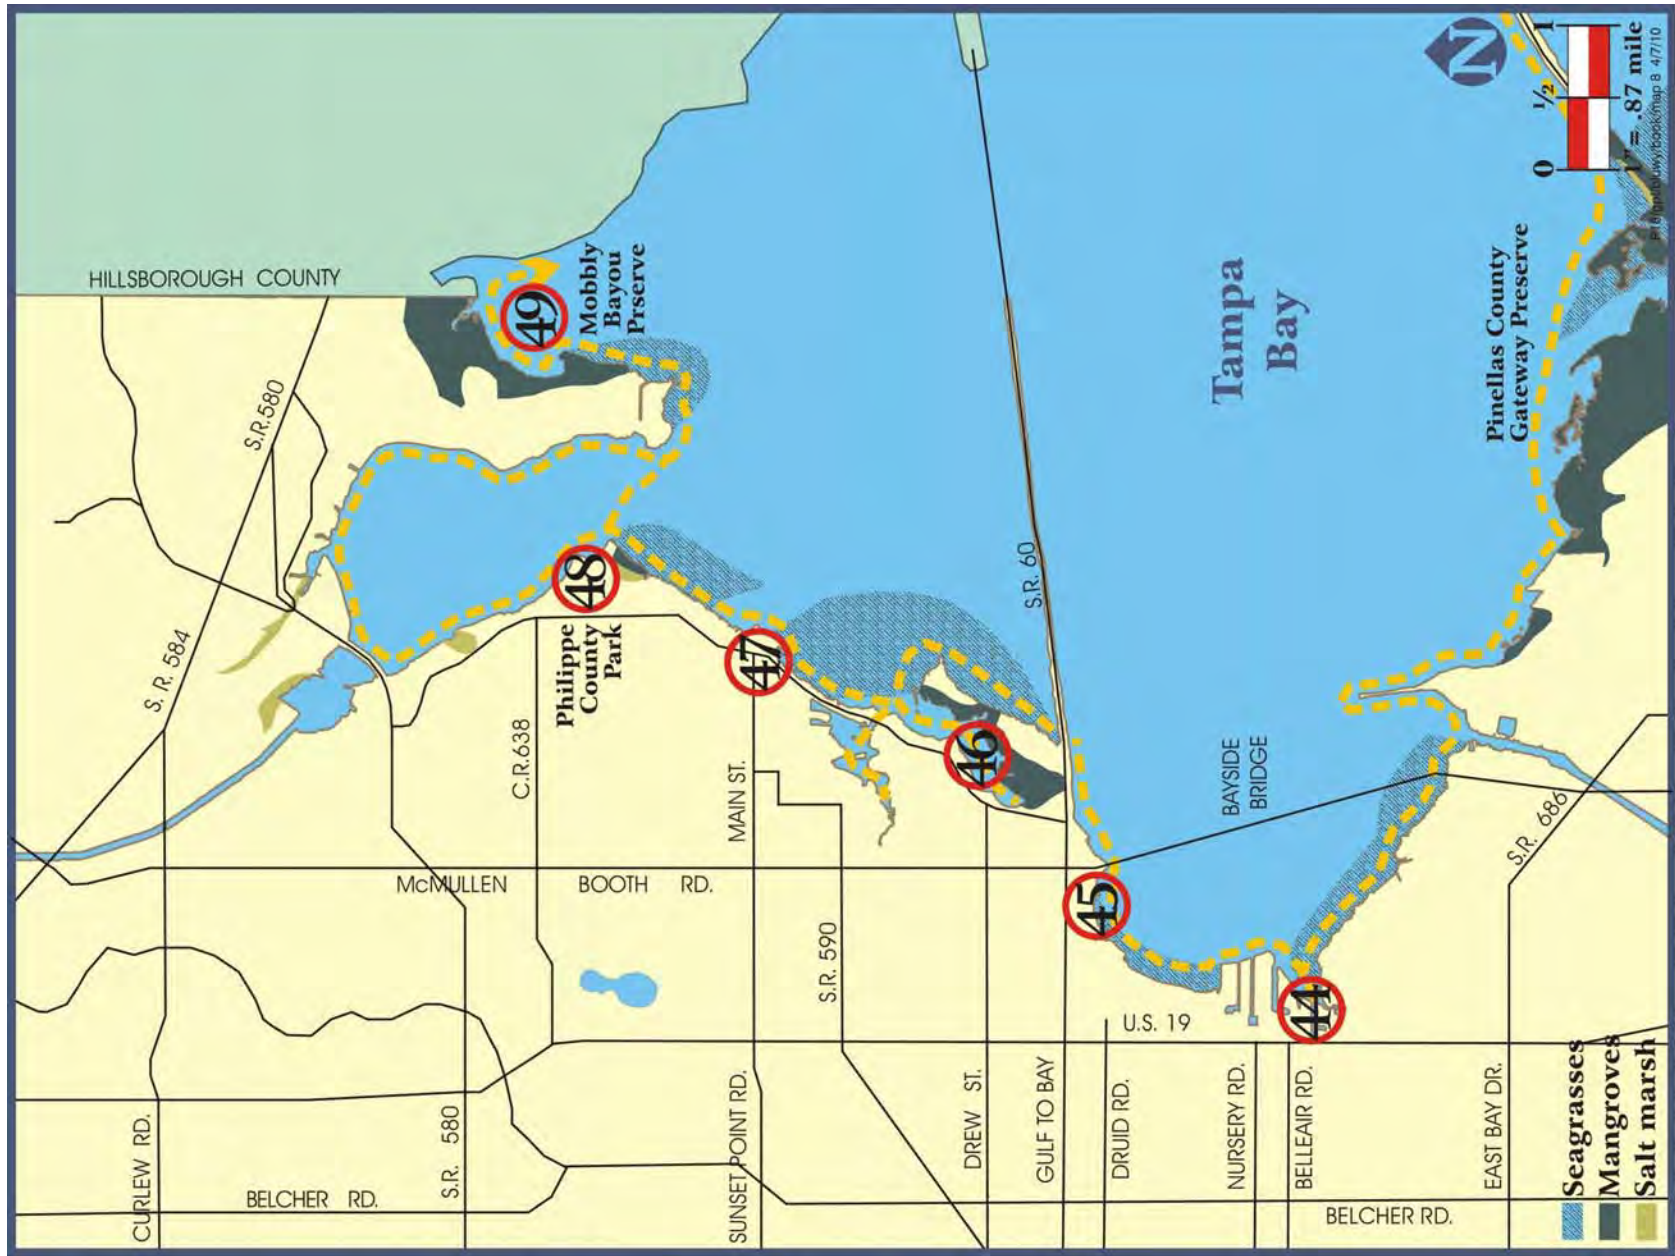 HILLSBOROUGH COUNTY
S.R.580
S. R. 584
49
Mobbly
Bayou
Prserve
48
Philippe
County
Park
C.R.638
47
MAIN ST.
46
S.R. 60
Tampa
Bay
N
0 ½ 1
1" = .87 mile
Pinellas County
Gateway Preserve
McMULLEN BOOTH RD.
S.R. 590
45
BAYSIDE
BRIDGE
S.R. 686
44
U.S. 19
CURLEW RD.
BELCHER RD.
S.R. 580
SUNSET POINT RD.
DREW ST.
GULF TO BAY
DRUID RD.
NURSERY RD.
BELLEAIR RD.
EAST BAY DR.
BELCHER RD.
Seagrasses
Mangroves
Salt marsh